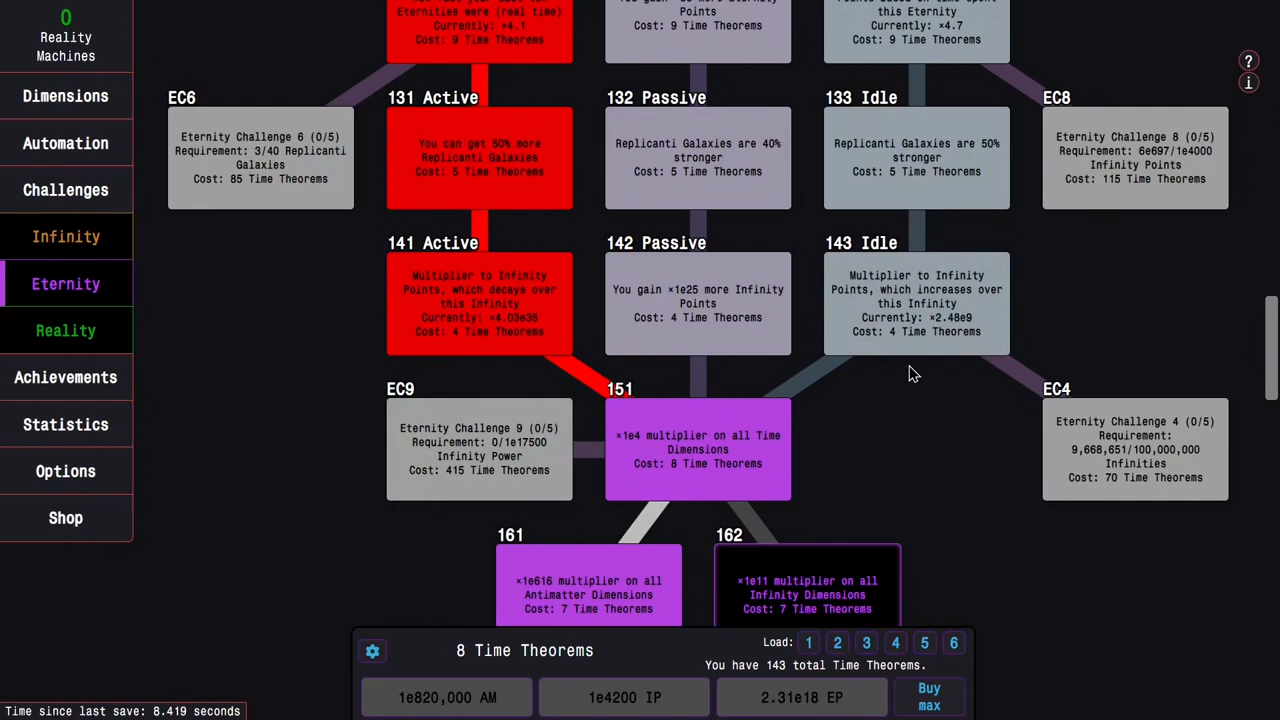 0
Reality
Machines
Dimensions
Automation
Challenges
Infinity
Eternity
Reality
Achievements
Statistics
Options
Shop
Eternities were (real time)
Currently: ×4.1
Cost: 9 Time Theorems
Points
Cost: 9 Time Theorems
this Eternity
Currently: ×4.7
Cost: 9 Time Theorems
?
i
EC6
Eternity Challenge 6 (0/5)
Requirement: 3/40 Replicanti
Galaxies
Cost: 85 Time Theorems
131 Active
You can get 50% more
Replicanti Galaxies
Cost: 5 Time Theorems
132 Passive
Replicanti Galaxies are 40%
stronger
Cost: 5 Time Theorems
133 Idle
Replicanti Galaxies are 50%
stronger
Cost: 5 Time Theorems
EC8
Eternity Challenge 8 (0/5)
Requirement: 6e697/1e4000
Infinity Points
Cost: 115 Time Theorems
141 Active
Multiplier to Infinity
Points, which decays over
this Infinity
Currently: ×4.03e35
Cost: 4 Time Theorems
142 Passive
You gain ×1e25 more Infinity
Points
Cost: 4 Time Theorems
143 Idle
Multiplier to Infinity
Points, which increases over
this Infinity
Currently: ×2.48e9
Cost: 4 Time Theorems
EC9
Eternity Challenge 9 (0/5)
Requirement: 0/1e17500
Infinity Power
Cost: 415 Time Theorems
151
×1e4 multiplier on all Time
Dimensions
Cost: 8 Time Theorems
EC4
Eternity Challenge 4 (0/5)
Requirement:
9,668,651/100,000,000
Infinities
Cost: 70 Time Theorems
161
×1e616 multiplier on all
Antimatter Dimensions
Cost: 7 Time Theorems
162
×1e11 multiplier on all
Infinity Dimensions
Cost: 7 Time Theorems
8 Time Theorems
Load: 1 2 3 4 5 6
You have 143 total Time Theorems.
1e820,000 AM
1e4200 IP
2.31e18 EP
Buy
max
Time since last save: 8.419 seconds